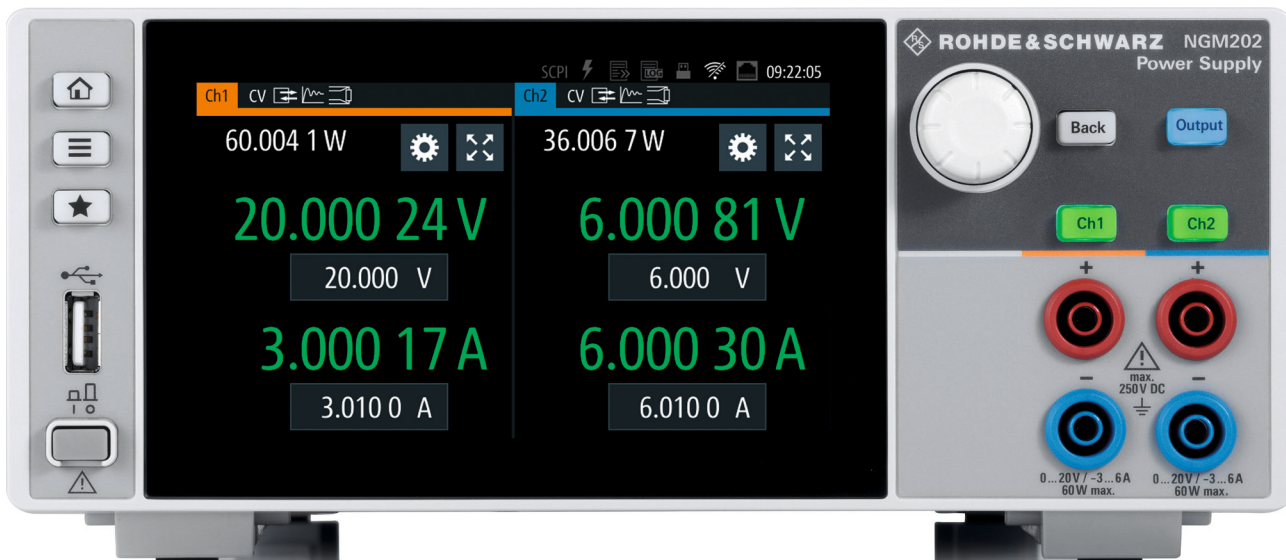 ROHDE & SCHWARZ NGM202
Power Supply
SCPI LOG 09:22:05
Ch1 CV
Ch2 CV
60.004 1 W
36.006 7 W
20.000 24 V
6.000 81 V
20.000 V
6.000 V
3.000 17 A
6.000 30 A
3.010 0 A
6.010 0 A
Back
Output
Ch1
Ch2
+ +
max.
250 V DC
− −
0...20V / −3...6A
60W max.
0...20V / −3...6A
60W max.
I O